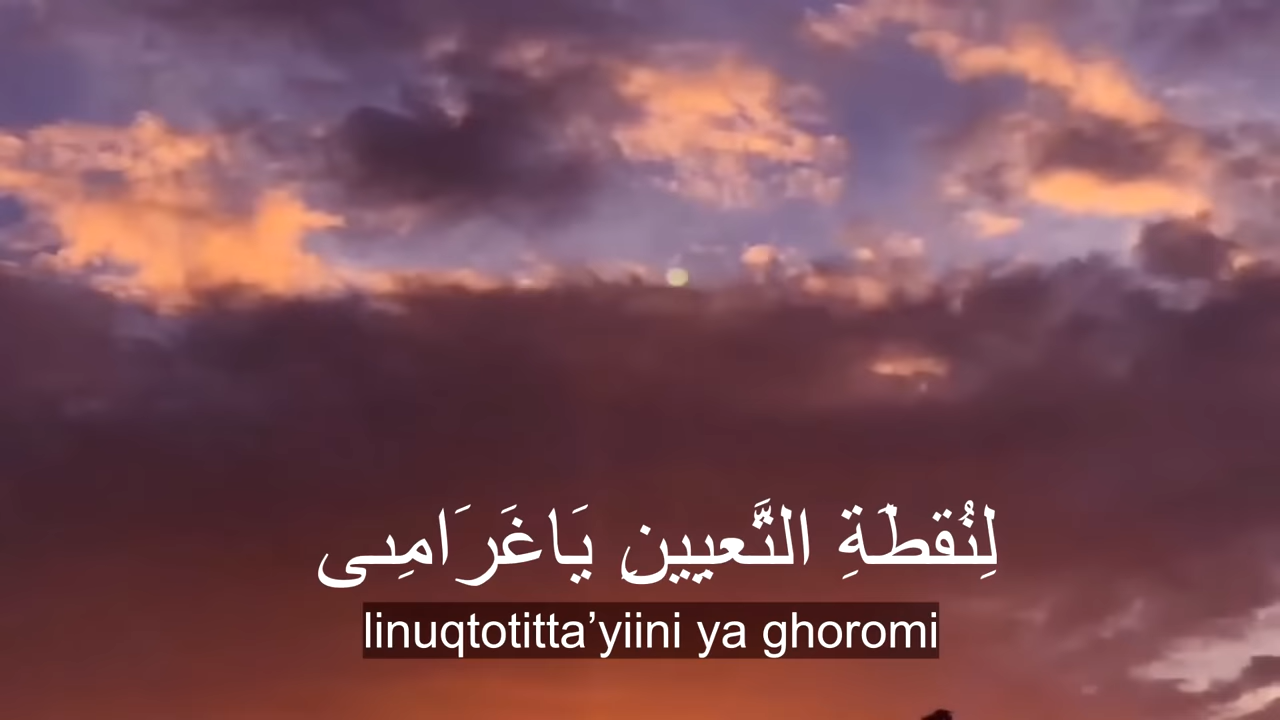 لِنُقطَةِ التَّعيينِ يَاغَرَامِى
linuqtotitta’yiini ya ghoromi